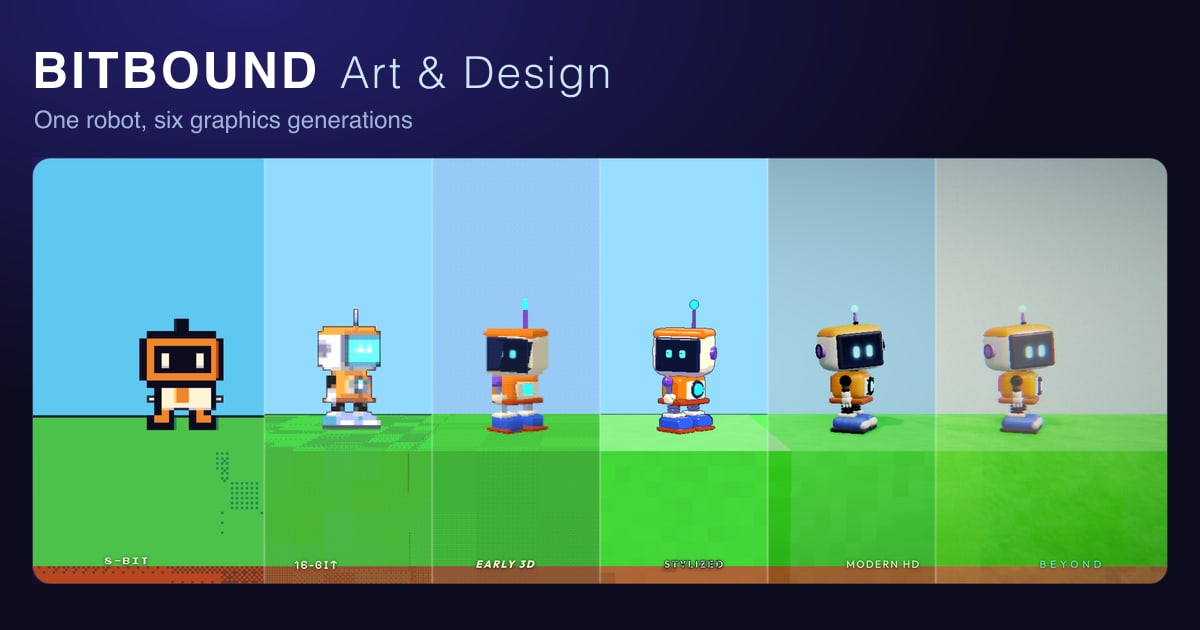 BITBOUND Art & Design
One robot, six graphics generations
8-BIT
16-BIT
EARLY 3D
STYLIZED
MODERN HD
BEYOND